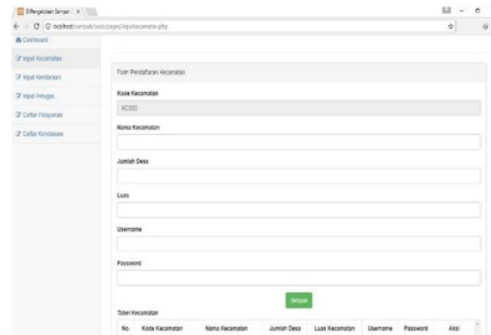 Dashboard
Input Kecamatan
Input Kendaraan
Input Petugas
Daftar Pelayanan
Daftar Kendaraan
Form Pendaftaran Kecamatan
Kode Kecamatan
Nama Kecamatan
Jumlah Desa
Luas
Username
Password
Simpan
Tabel Kecamatan
No. Kode Kecamatan Nama Kecamatan Jumlah Desa Luas Kecamatan Username Password Aksi